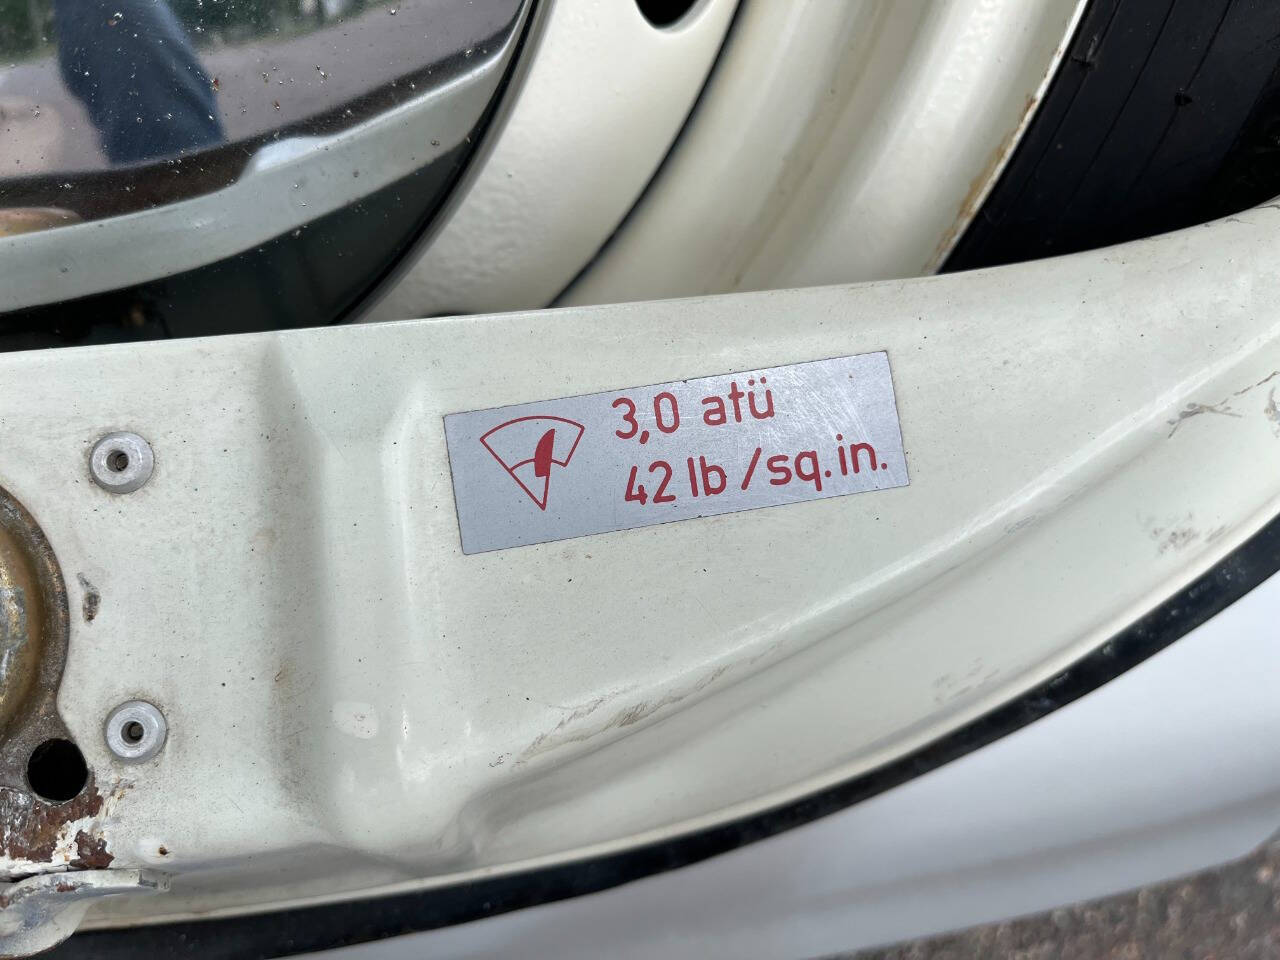 3,0 atü
42 lb/sq.in.